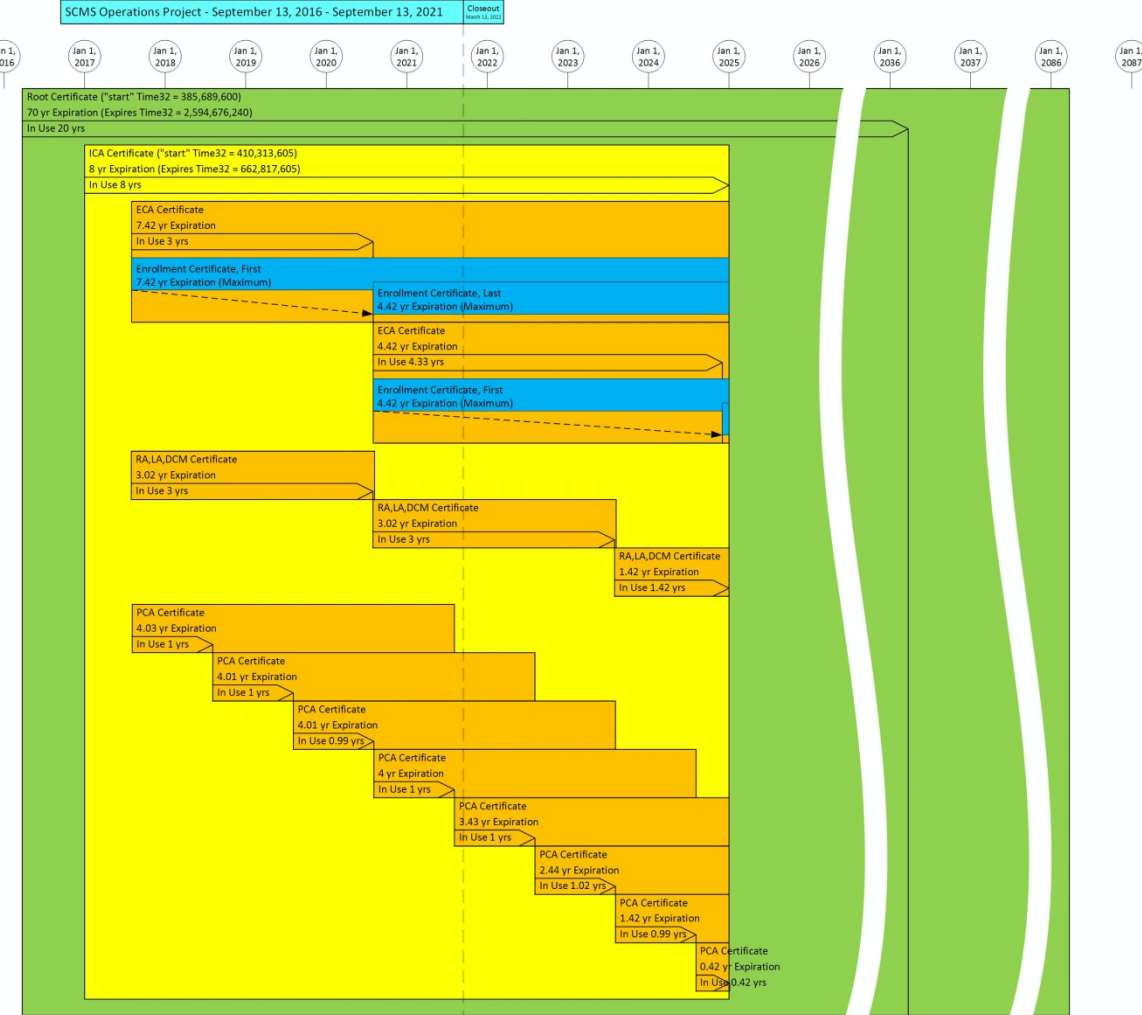 SCMS Operations Project - September 13, 2016 - September 13, 2021
Closeout
March 13, 2022
n 1,
016
Jan 1,
2017
Jan 1,
2018
Jan 1,
2019
Jan 1,
2020
Jan 1,
2021
Jan 1,
2022
Jan 1,
2023
Jan 1,
2024
Jan 1,
2025
Jan 1,
2026
Jan 1,
2036
Jan 1,
2037
Jan 1,
2086
Jan 1,
2087
Root Certificate ("start" Time32 = 385,689,600)
70 yr Expiration (Expires Time32 = 2,594,676,240)
In Use 20 yrs
ICA Certificate ("start" Time32 = 410,313,605)
8 yr Expiration (Expires Time32 = 662,817,605)
In Use 8 yrs
ECA Certificate
7.42 yr Expiration
In Use 3 yrs
Enrollment Certificate, First
7.42 yr Expiration (Maximum)
Enrollment Certificate, Last
4.42 yr Expiration (Maximum)
ECA Certificate
4.42 yr Expiration
In Use 4.33 yrs
Enrollment Certificate, First
4.42 yr Expiration (Maximum)
RA,LA,DCM Certificate
3.02 yr Expiration
In Use 3 yrs
RA,LA,DCM Certificate
3.02 yr Expiration
In Use 3 yrs
RA,LA,DCM Certificate
1.42 yr Expiration
In Use 1.42 yrs
PCA Certificate
4.03 yr Expiration
In Use 1 yrs
PCA Certificate
4.01 yr Expiration
In Use 1 yrs
PCA Certificate
4.01 yr Expiration
In Use 0.99 yrs
PCA Certificate
4 yr Expiration
In Use 1 yrs
PCA Certificate
3.43 yr Expiration
In Use 1 yrs
PCA Certificate
2.44 yr Expiration
In Use 1.02 yrs
PCA Certificate
1.42 yr Expiration
In Use 0.99 yrs
PCA Certificate
0.42 yr Expiration
In Use 0.42 yrs